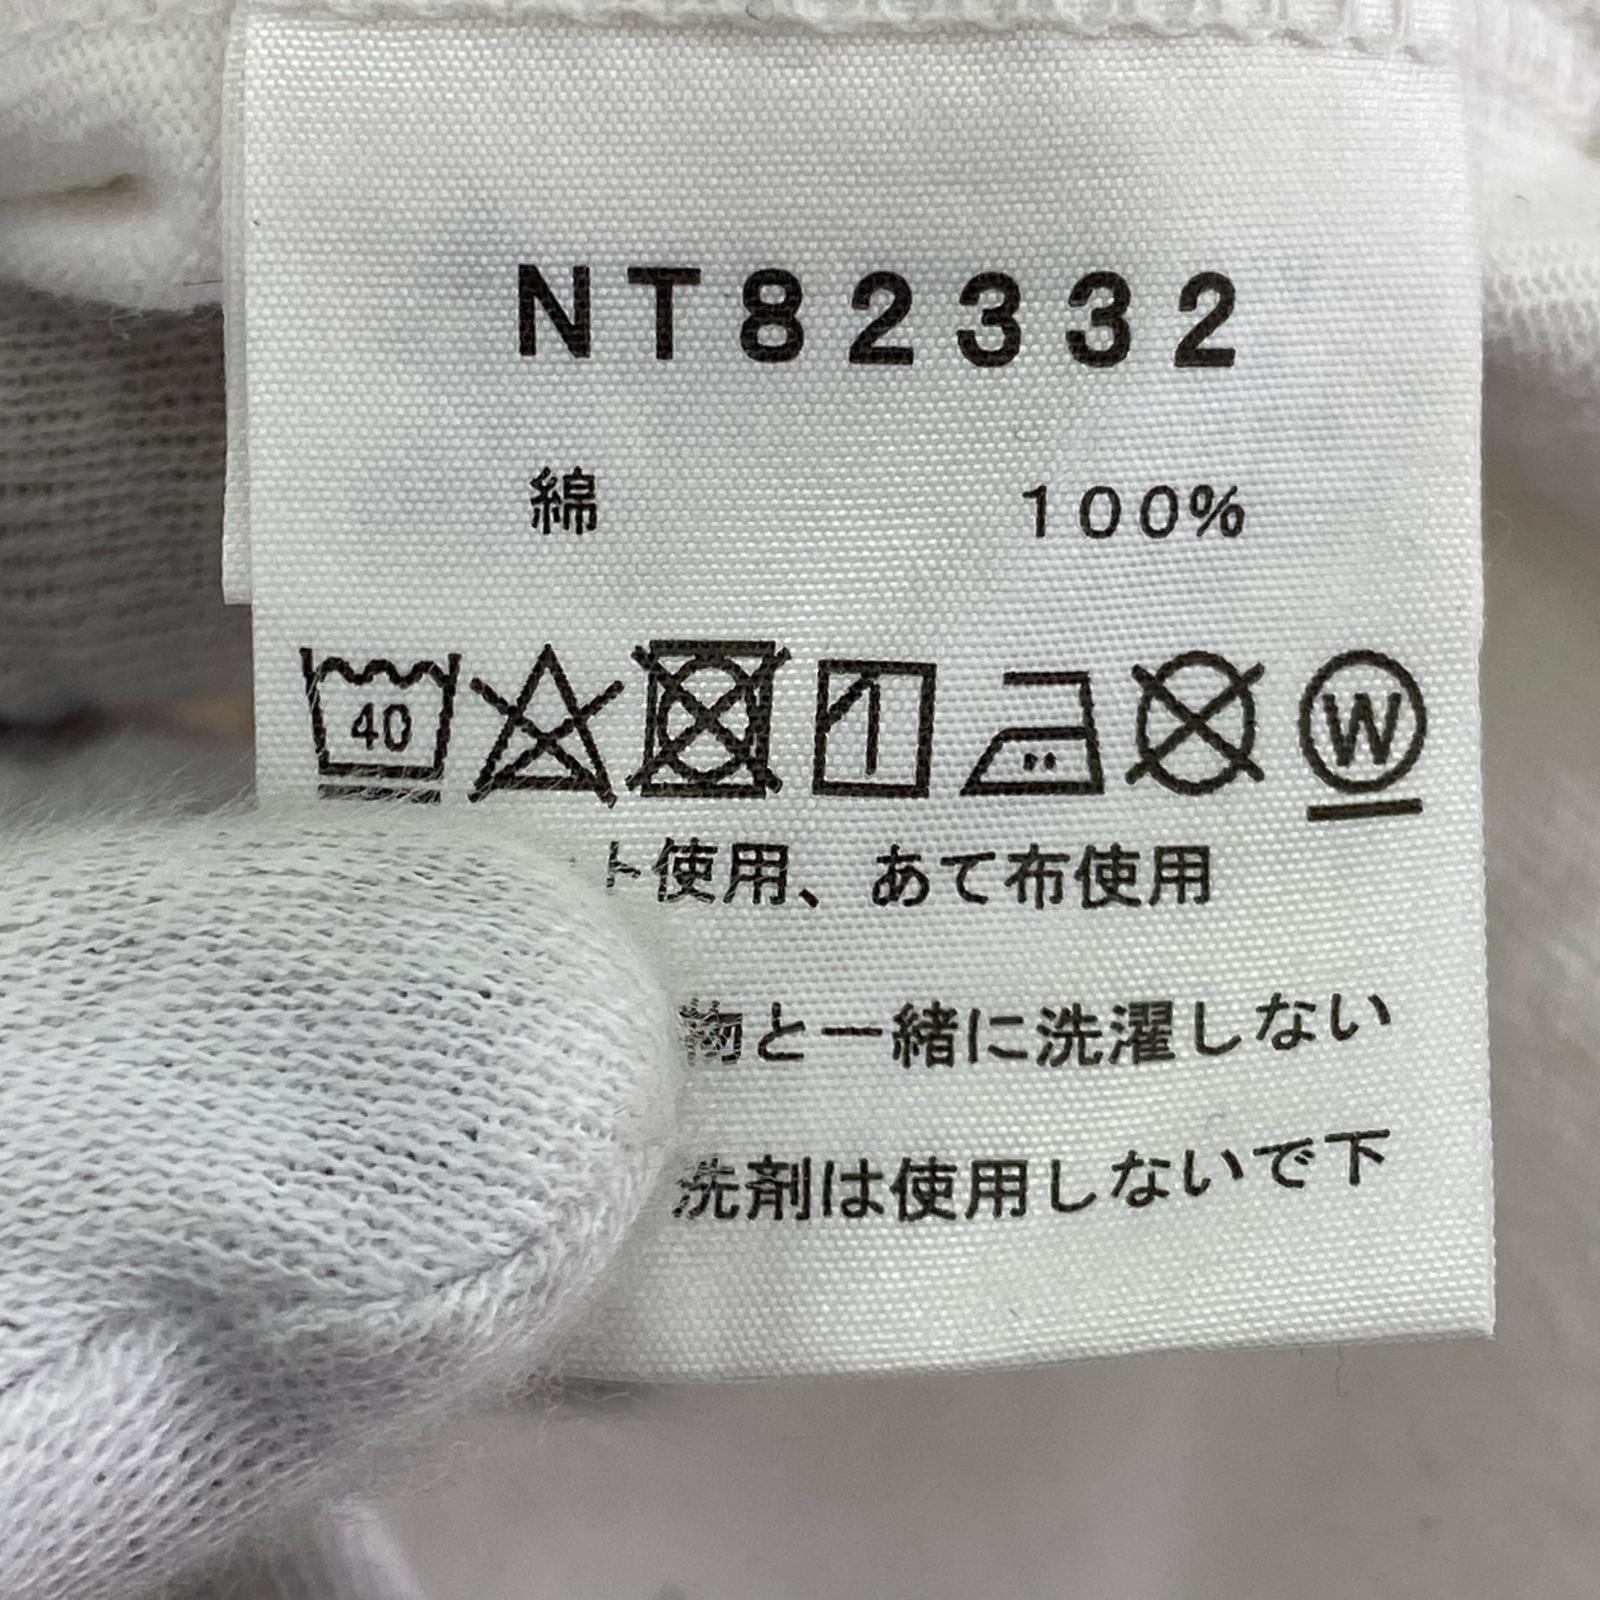 NT82332
綿 100%
40
W
ト使用、あて布使用
物と一緒に洗濯しない
洗剤は使用しないで下